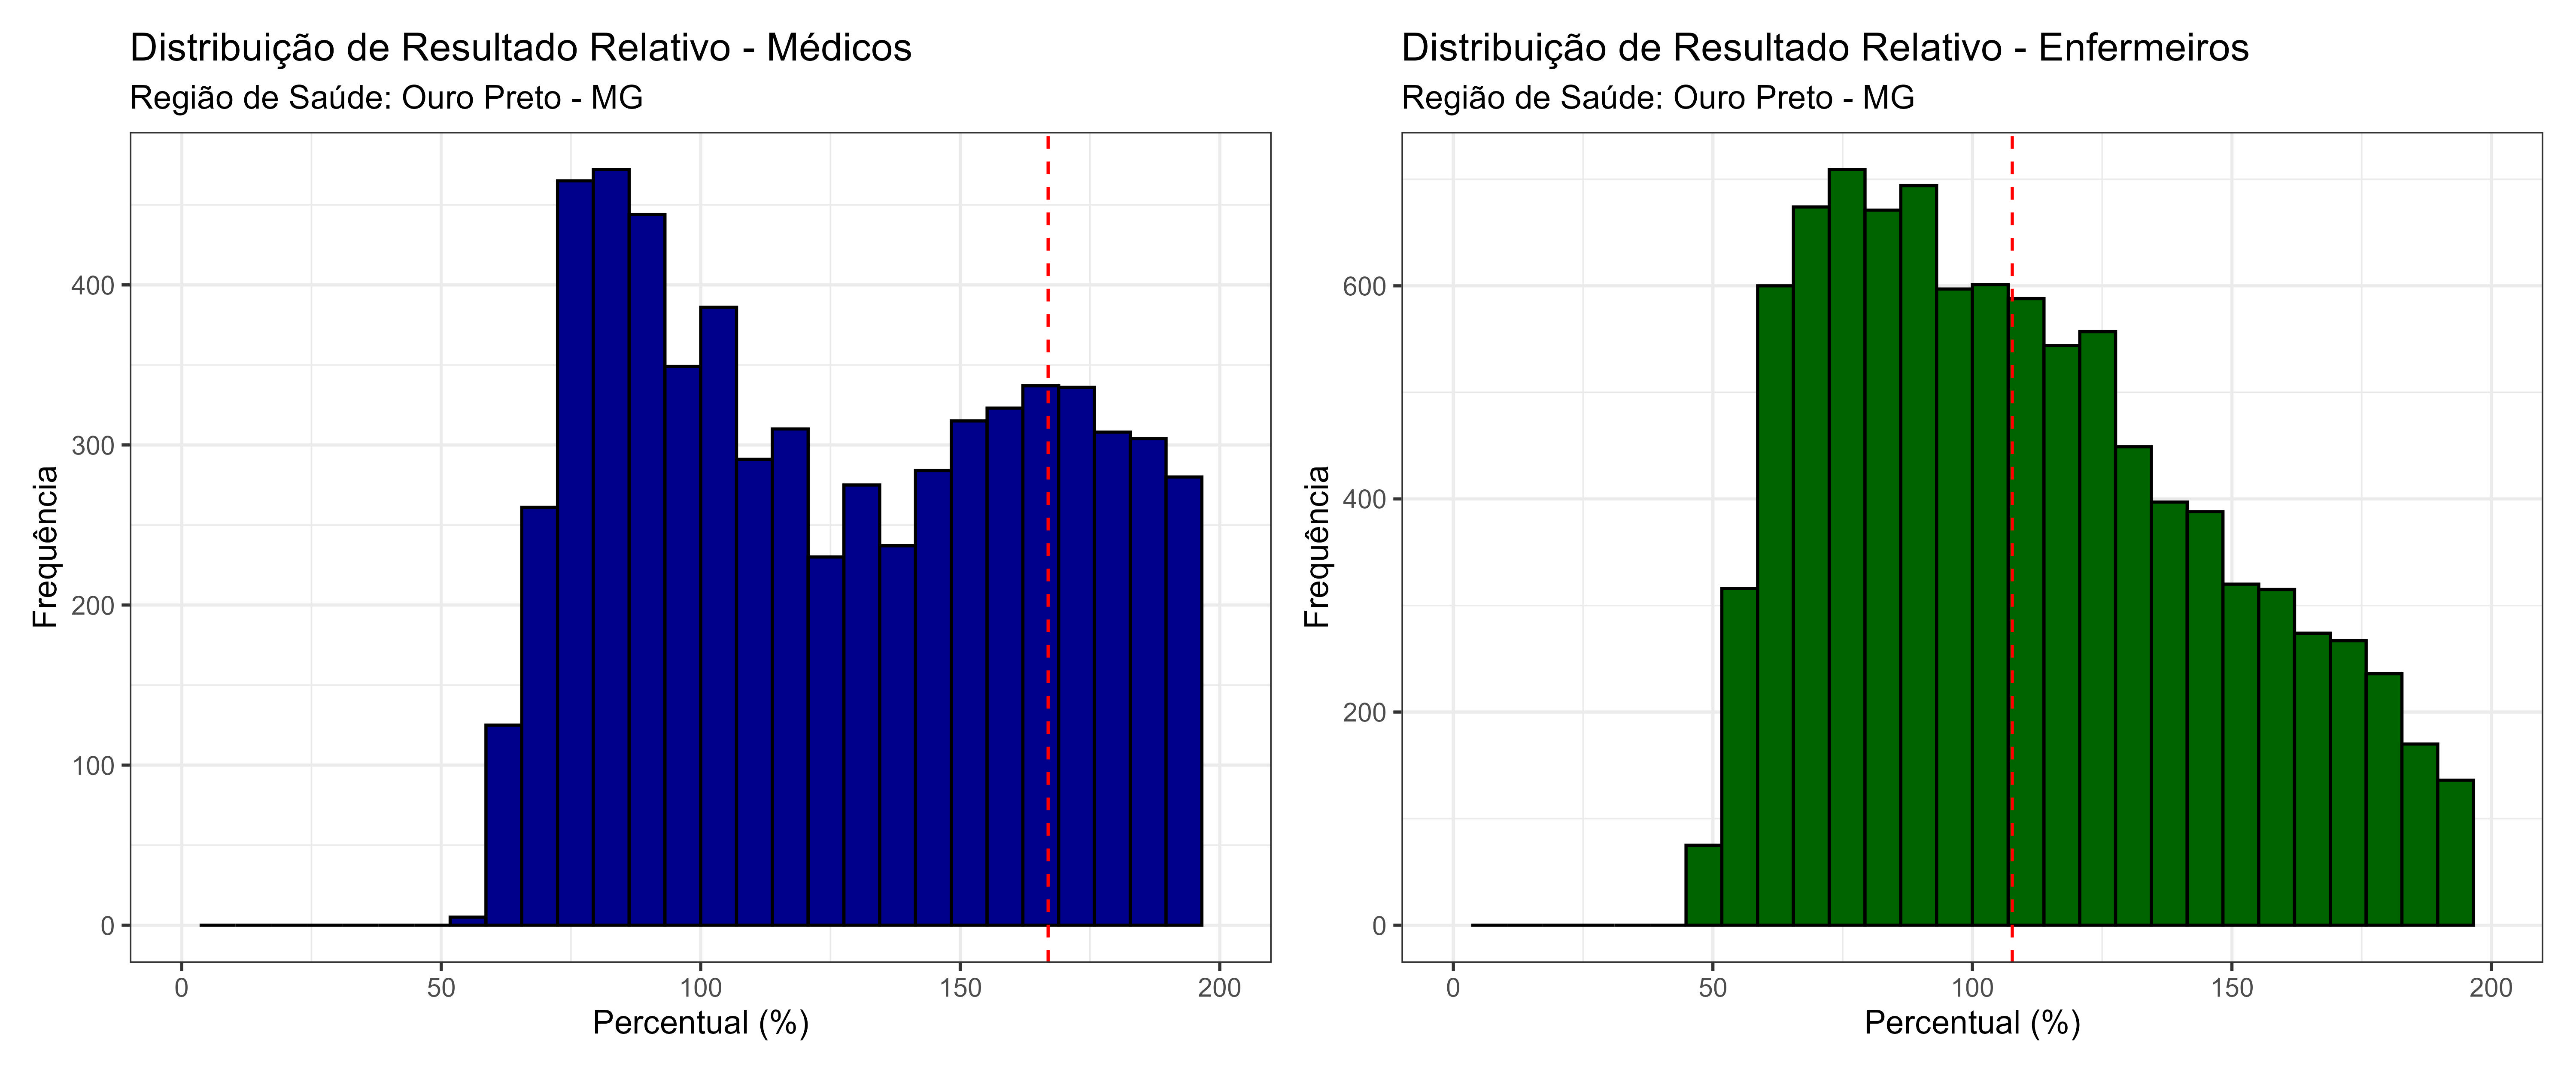 Distribuição de Resultado Relativo - Médicos
Região de Saúde: Ouro Preto - MG
Frequência
400
300
200
100
0
0 50 100 150 200
Percentual (%)
Distribuição de Resultado Relativo - Enfermeiros
Região de Saúde: Ouro Preto - MG
Frequência
600
400
200
0
0 50 100 150 200
Percentual (%)